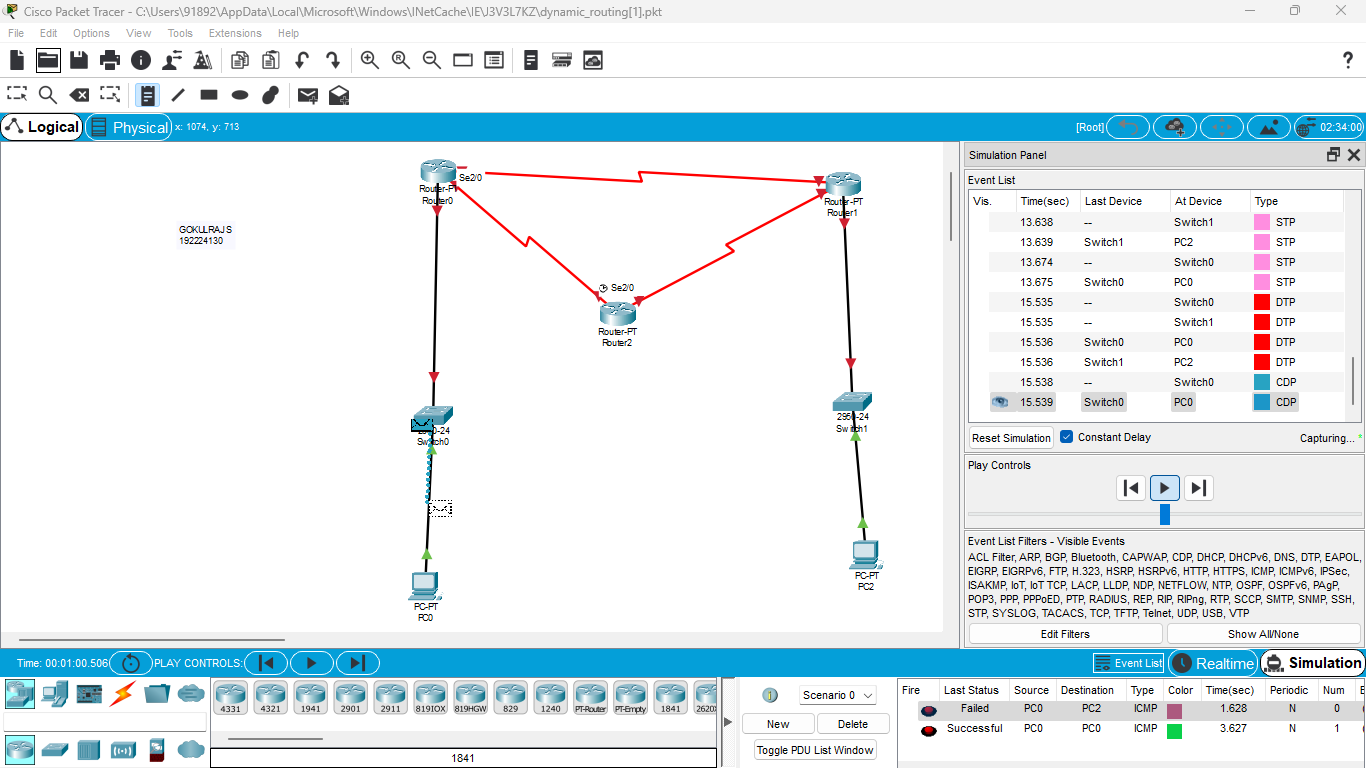 Cisco Packet Tracer - C:\Users\91892\AppData\Local\Microsoft\Windows\INetCache\IE\J3V3L7KZ\dynamic_routing[1].pkt
File Edit Options View Tools Extensions Help
Logical Physical x: 1074, y: 713 [Root] 02:34:00
GOKULRAJ S
192224130
Se2/0
Router-PT
Router0
Router-PT
Router1
Se2/0
Router-PT
Router2
2950-24
Switch0
2950-24
Switch1
PC-PT
PC0
PC-PT
PC2
Simulation Panel
Event List
Vis. Time(sec) Last Device At Device Type
13.638 -- Switch1 STP
13.639 Switch1 PC2 STP
13.674 -- Switch0 STP
13.675 Switch0 PC0 STP
15.535 -- Switch0 DTP
15.535 -- Switch1 DTP
15.536 Switch0 PC0 DTP
15.536 Switch1 PC2 DTP
15.538 -- Switch0 CDP
15.539 Switch0 PC0 CDP
Reset Simulation Constant Delay Capturing... *
Play Controls
Event List Filters - Visible Events
ACL Filter, ARP, BGP, Bluetooth, CAPWAP, CDP, DHCP, DHCPv6, DNS, DTP, EAPOL,
EIGRP, EIGRPv6, FTP, H.323, HSRP, HSRPv6, HTTP, HTTPS, ICMP, ICMPv6, IPSec,
ISAKMP, IoT, IoT TCP, LACP, LLDP, NDP, NETFLOW, NTP, OSPF, OSPFv6, PAgP,
POP3, PPP, PPPoED, PTP, RADIUS, REP, RIP, RIPng, RTP, SCCP, SMTP, SNMP, SSH,
STP, SYSLOG, TACACS, TCP, TFTP, Telnet, UDP, USB, VTP
Edit Filters Show All/None
Time: 00:01:00.506 PLAY CONTROLS: Event List Realtime Simulation
4331 4321 1941 2901 2911 819IOX 819HGW 829 1240 PT-Router PT-Empty 1841 2620X
1841
Scenario 0
New Delete
Toggle PDU List Window
Fire Last Status Source Destination Type Color Time(sec) Periodic Num
Failed PC0 PC2 ICMP 1.628 N 0
Successful PC0 PC0 ICMP 3.627 N 1